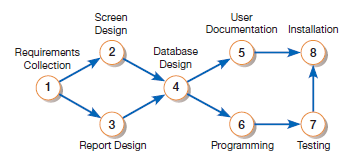 Screen
Design
User
Documentation
Installation
Requirements
Collection
Database
Design
2
5
8
1
4
3
6
7
Report Design
Programming
Testing